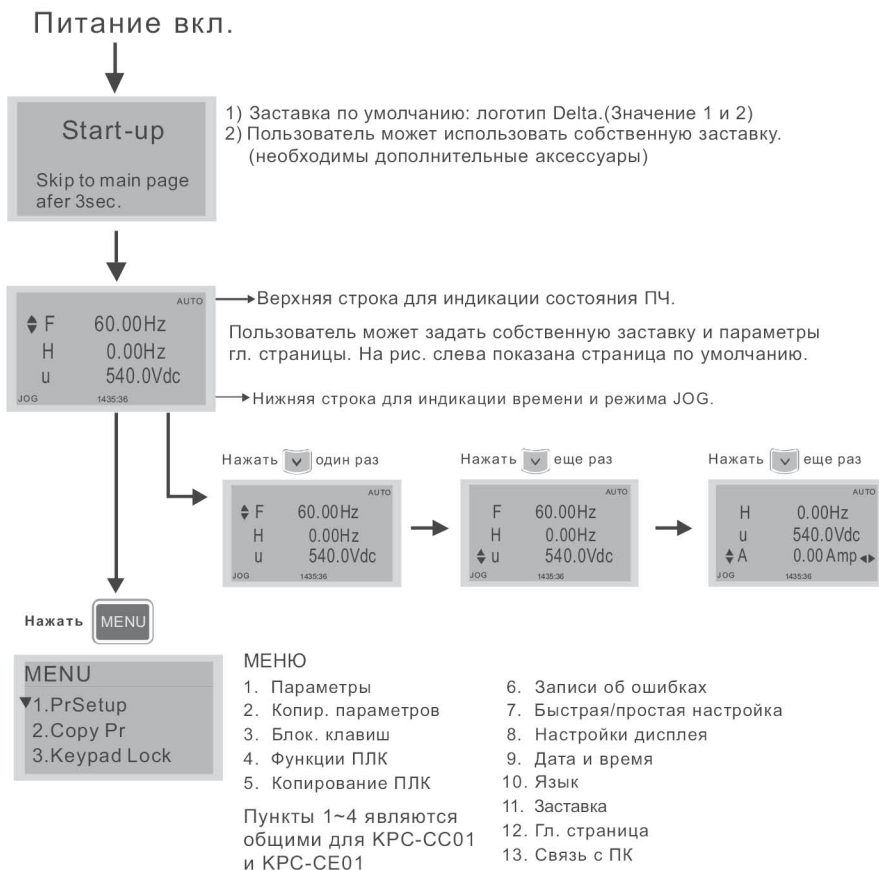 Питание вкл.
Start-up
Skip to main page
afer 3sec.
1) Заставка по умолчанию: логотип Delta.(Значение 1 и 2)
2) Пользователь может использовать собственную заставку.
(необходимы дополнительные аксессуары)
AUTO
F 60.00Hz
H 0.00Hz
u 540.0Vdc
JOG 1435:36
Верхняя строка для индикации состояния ПЧ.
Пользователь может задать собственную заставку и параметры
гл. страницы. На рис. слева показана страница по умолчанию.
Нижняя строка для индикации времени и режима JOG.
Нажать один раз
AUTO
F 60.00Hz
H 0.00Hz
u 540.0Vdc
JOG 1435:36
Нажать еще раз
AUTO
F 60.00Hz
H 0.00Hz
u 540.0Vdc
JOG 1435:36
Нажать еще раз
AUTO
H 0.00Hz
u 540.0Vdc
A 0.00 Amp
JOG 1435:36
Нажать MENU
MENU
1.PrSetup
2.Copy Pr
3.Keypad Lock
МЕНЮ
1. Параметры
2. Копир. параметров
3. Блок. клавиш
4. Функции ПЛК
5. Копирование ПЛК
Пункты 1~4 являются
общими для KPC-CC01
и KPC-CE01
6. Записи об ошибках
7. Быстрая/простая настройка
8. Настройки дисплея
9. Дата и время
10. Язык
11. Заставка
12. Гл. страница
13. Связь с ПК